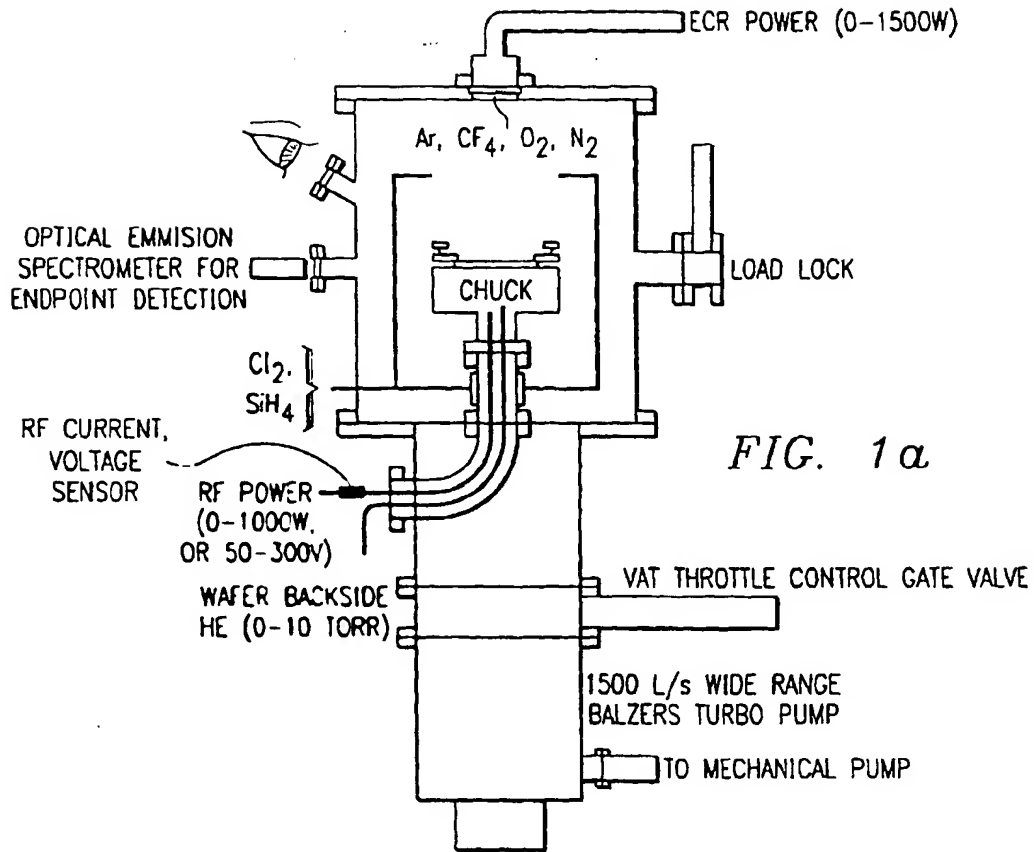 ECR POWER (0-1500W)
Ar, CF4, O2, N2
OPTICAL EMMISION
SPECTROMETER FOR
ENDPOINT DETECTION
LOAD LOCK
CHUCK
Cl2,
SiH4
RF CURRENT,
VOLTAGE
SENSOR
FIG. 1a
RF POWER
(0-1000W,
OR 50-300V)
VAT THROTTLE CONTROL GATE VALVE
WAFER BACKSIDE
HE (0-10 TORR)
1500 L/s WIDE RANGE
BALZERS TURBO PUMP
TO MECHANICAL PUMP